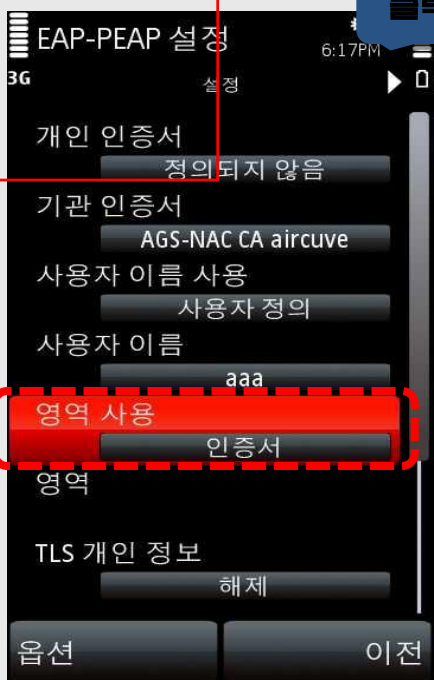 EAP-PEAP 설정
6:17PM
3G
설정
개인 인증서
정의되지 않음
기관 인증서
AGS-NAC CA aircuve
사용자 이름 사용
사용자 정의
사용자 이름
aaa
영역 사용
인증서
영역
TLS 개인 정보
해제
옵션
이전